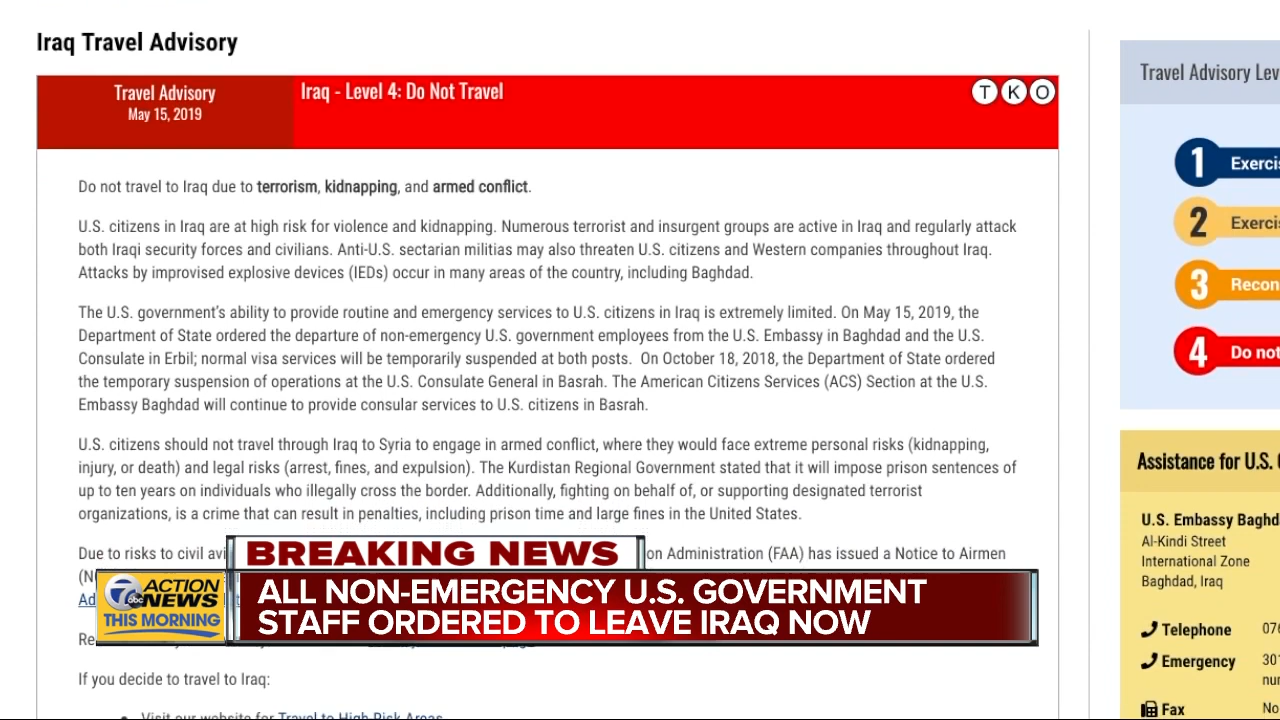 Iraq Travel Advisory
Travel Advisory
May 15, 2019
Iraq - Level 4: Do Not Travel
T K O
Do not travel to Iraq due to terrorism, kidnapping, and armed conflict.
U.S. citizens in Iraq are at high risk for violence and kidnapping. Numerous terrorist and insurgent groups are active in Iraq and regularly attack
both Iraqi security forces and civilians. Anti-U.S. sectarian militias may also threaten U.S. citizens and Western companies throughout Iraq.
Attacks by improvised explosive devices (IEDs) occur in many areas of the country, including Baghdad.
The U.S. government's ability to provide routine and emergency services to U.S. citizens in Iraq is extremely limited. On May 15, 2019, the
Department of State ordered the departure of non-emergency U.S. government employees from the U.S. Embassy in Baghdad and the U.S.
Consulate in Erbil; normal visa services will be temporarily suspended at both posts. On October 18, 2018, the Department of State ordered
the temporary suspension of operations at the U.S. Consulate General in Basrah. The American Citizens Services (ACS) Section at the U.S.
Embassy Baghdad will continue to provide consular services to U.S. citizens in Basrah.
U.S. citizens should not travel through Iraq to Syria to engage in armed conflict, where they would face extreme personal risks (kidnapping,
injury, or death) and legal risks (arrest, fines, and expulsion). The Kurdistan Regional Government stated that it will impose prison sentences of
up to ten years on individuals who illegally cross the border. Additionally, fighting on behalf of, or supporting designated terrorist
organizations, is a crime that can result in penalties, including prison time and large fines in the United States.
Due to risks to civil avi
on Administration (FAA) has issued a Notice to Airmen
BREAKING NEWS
7 abc ACTION
NEWS
THIS MORNING
ALL NON-EMERGENCY U.S. GOVERNMENT
STAFF ORDERED TO LEAVE IRAQ NOW
If you decide to travel to Iraq:
Visit our website for Travel to High Risk Areas.
Travel Advisory Lev
1 Exercis
2 Exercis
3 Recon
4 Do not
Assistance for U.S.
U.S. Embassy Baghd
Al-Kindi Street
International Zone
Baghdad, Iraq
Telephone 076
Emergency 301
nur
Fax No